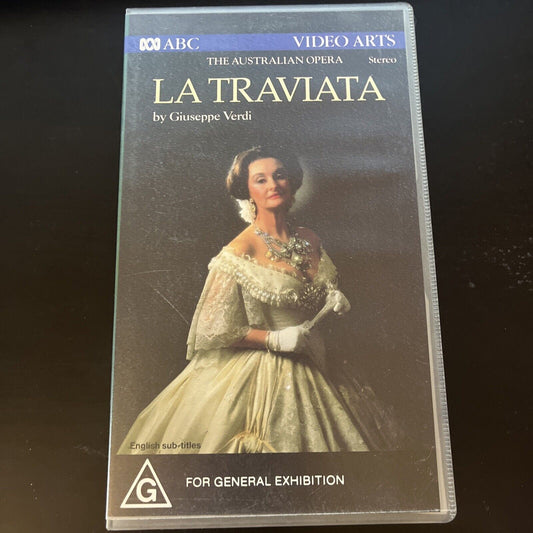 ABC VIDEO ARTS
THE AUSTRALIAN OPERA Stereo
LA TRAVIATA
by Giuseppe Verdi
English sub-titles
G FOR GENERAL EXHIBITION